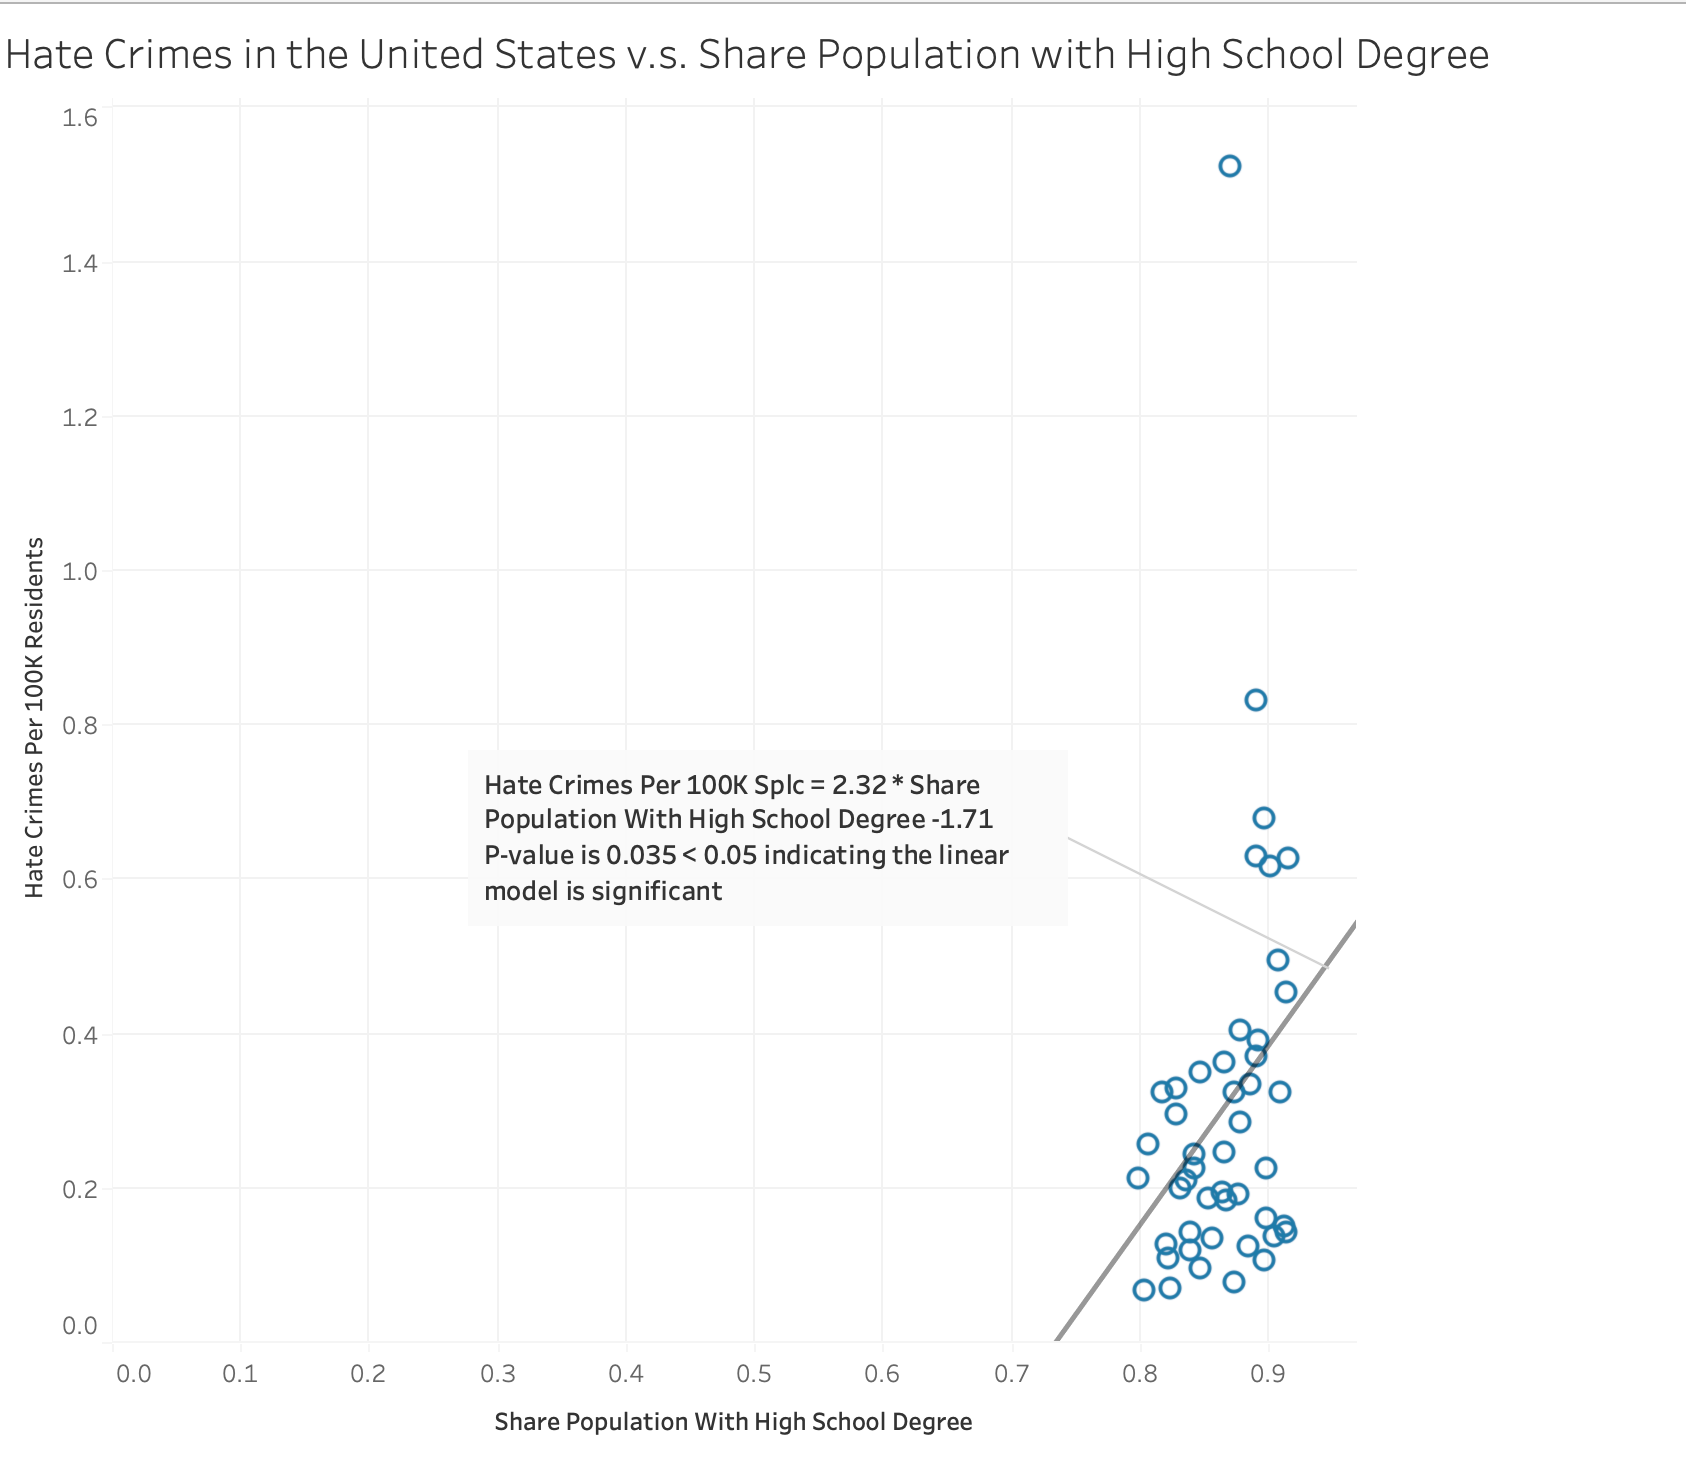 Hate Crimes in the United States v.s. Share Population with High School Degree
1.6
1.4
1.2
1.0
0.8
0.6
0.4
0.2
0.0
Hate Crimes Per 100K Residents
Hate Crimes Per 100K Splc = 2.32 * Share
Population With High School Degree -1.71
P-value is 0.035 < 0.05 indicating the linear
model is significant
0.0 0.1 0.2 0.3 0.4 0.5 0.6 0.7 0.8 0.9
Share Population With High School Degree